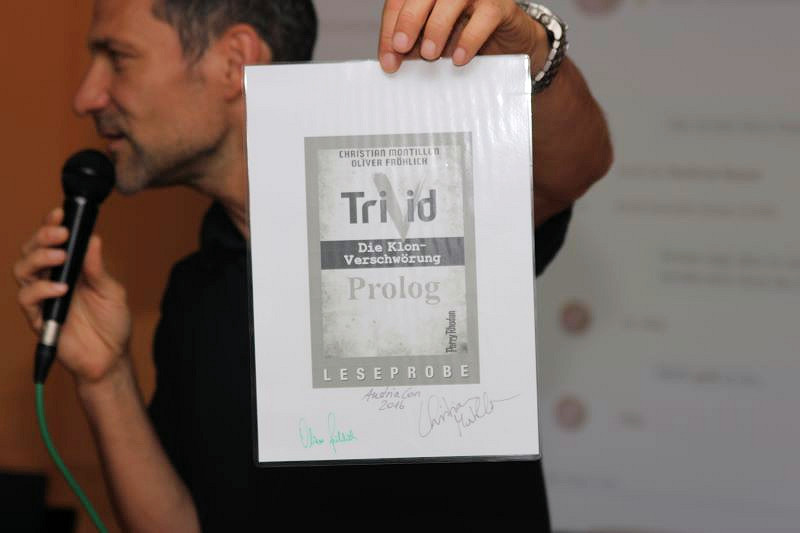 CHRISTIAN MONTILLON
OLIVER FRÖHLICH
TriVid
Die Klon-
Verschwörung
Prolog
Perry Rhodan
LESEPROBE
AustriaCon
2016